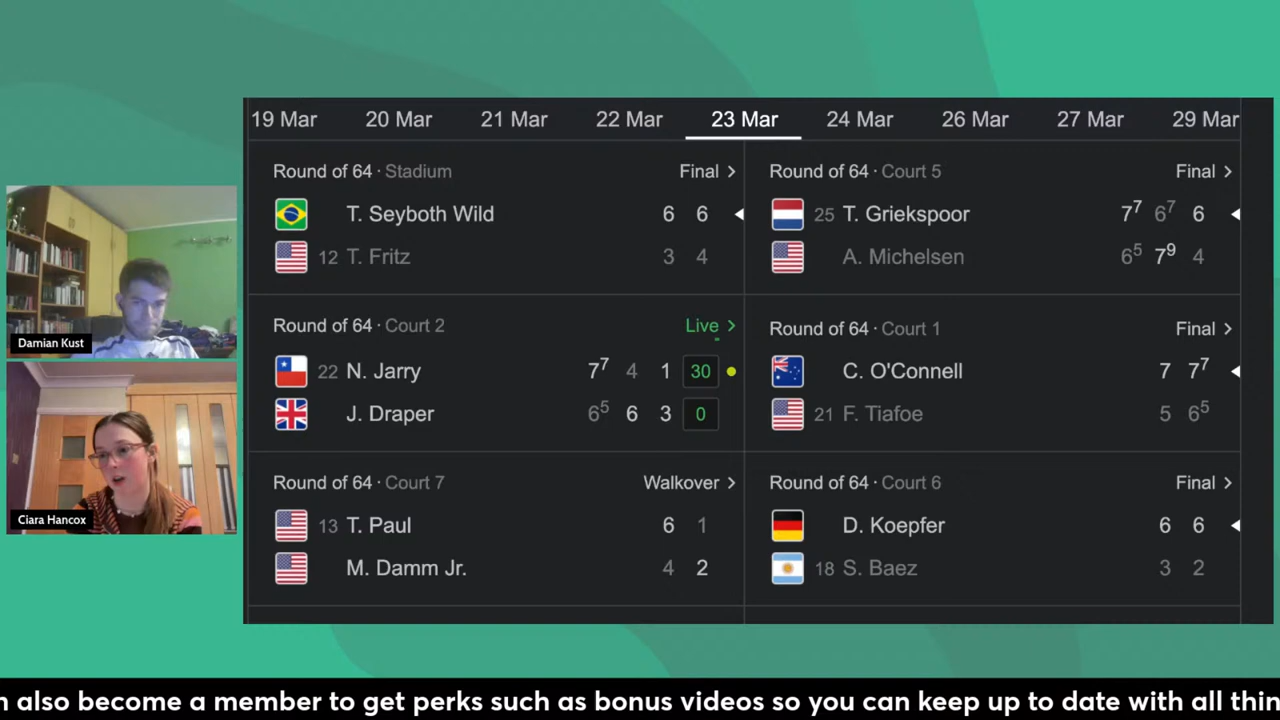 19 Mar 20 Mar 21 Mar 22 Mar 23 Mar 24 Mar 26 Mar 27 Mar 29 Mar
Round of 64 · Stadium Final
T. Seyboth Wild 6 6
12 T. Fritz 3 4
Round of 64 · Court 5 Final
25 T. Griekspoor 7⁷ 6⁷ 6
A. Michelsen 6⁵ 7⁹ 4
Round of 64 · Court 2 Live
22 N. Jarry 7⁷ 4 1 30
J. Draper 6⁵ 6 3 0
Round of 64 · Court 1 Final
C. O'Connell 7 7⁷
21 F. Tiafoe 5 6⁵
Round of 64 · Court 7 Walkover
13 T. Paul 6 1
M. Damm Jr. 4 2
Round of 64 · Court 6 Final
D. Koepfer 6 6
18 S. Baez 3 2
Damian Kust
Ciara Hancox
n also become a member to get perks such as bonus videos so you can keep up to date with all thin